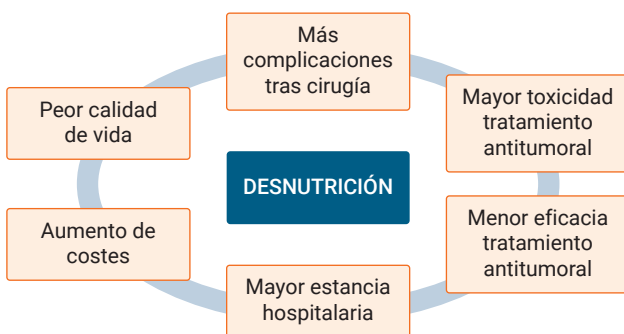 Más
complicaciones
tras cirugía
Mayor toxicidad
tratamiento
antitumoral
Menor eficacia
tratamiento
antitumoral
Mayor estancia
hospitalaria
Aumento de
costes
Peor calidad
de vida
DESNUTRICIÓN